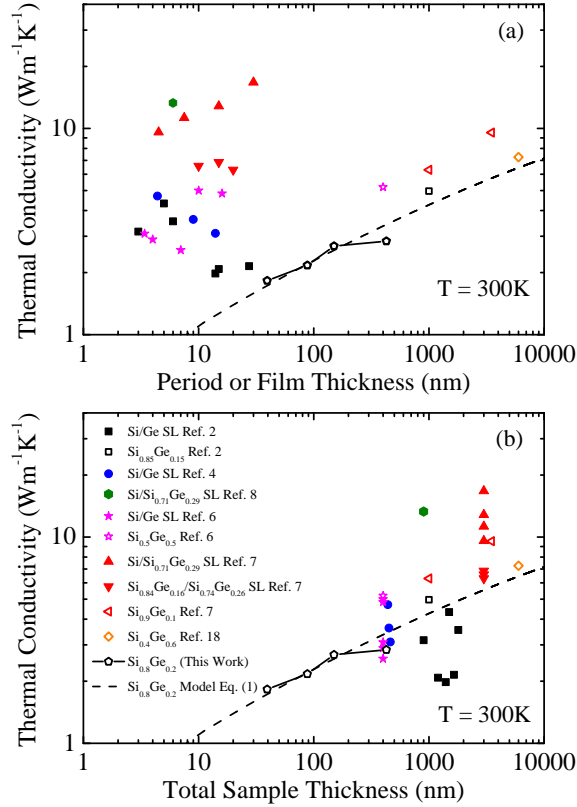 (a)
Thermal Conductivity (Wm⁻¹K⁻¹)
10
1
T = 300K
1 10 100 1000 10000
Period or Film Thickness (nm)
(b)
Thermal Conductivity (Wm⁻¹K⁻¹)
10
1
Si/Ge SL Ref. 2
Si₀.₈₅Ge₀.₁₅ Ref. 2
Si/Ge SL Ref. 4
Si/Si₀.₇₁Ge₀.₂₉ SL Ref. 8
Si/Ge SL Ref. 6
Si₀.₅Ge₀.₅ Ref. 6
Si/Si₀.₇₁Ge₀.₂₉ SL Ref. 7
Si₀.₈₄Ge₀.₁₆/Si₀.₇₄Ge₀.₂₆ SL Ref. 7
Si₀.₉Ge₀.₁ Ref. 7
Si₀.₄Ge₀.₆ Ref. 18
Si₀.₈Ge₀.₂ (This Work)
Si₀.₈Ge₀.₂ Model Eq. (1)
T = 300K
1 10 100 1000 10000
Total Sample Thickness (nm)